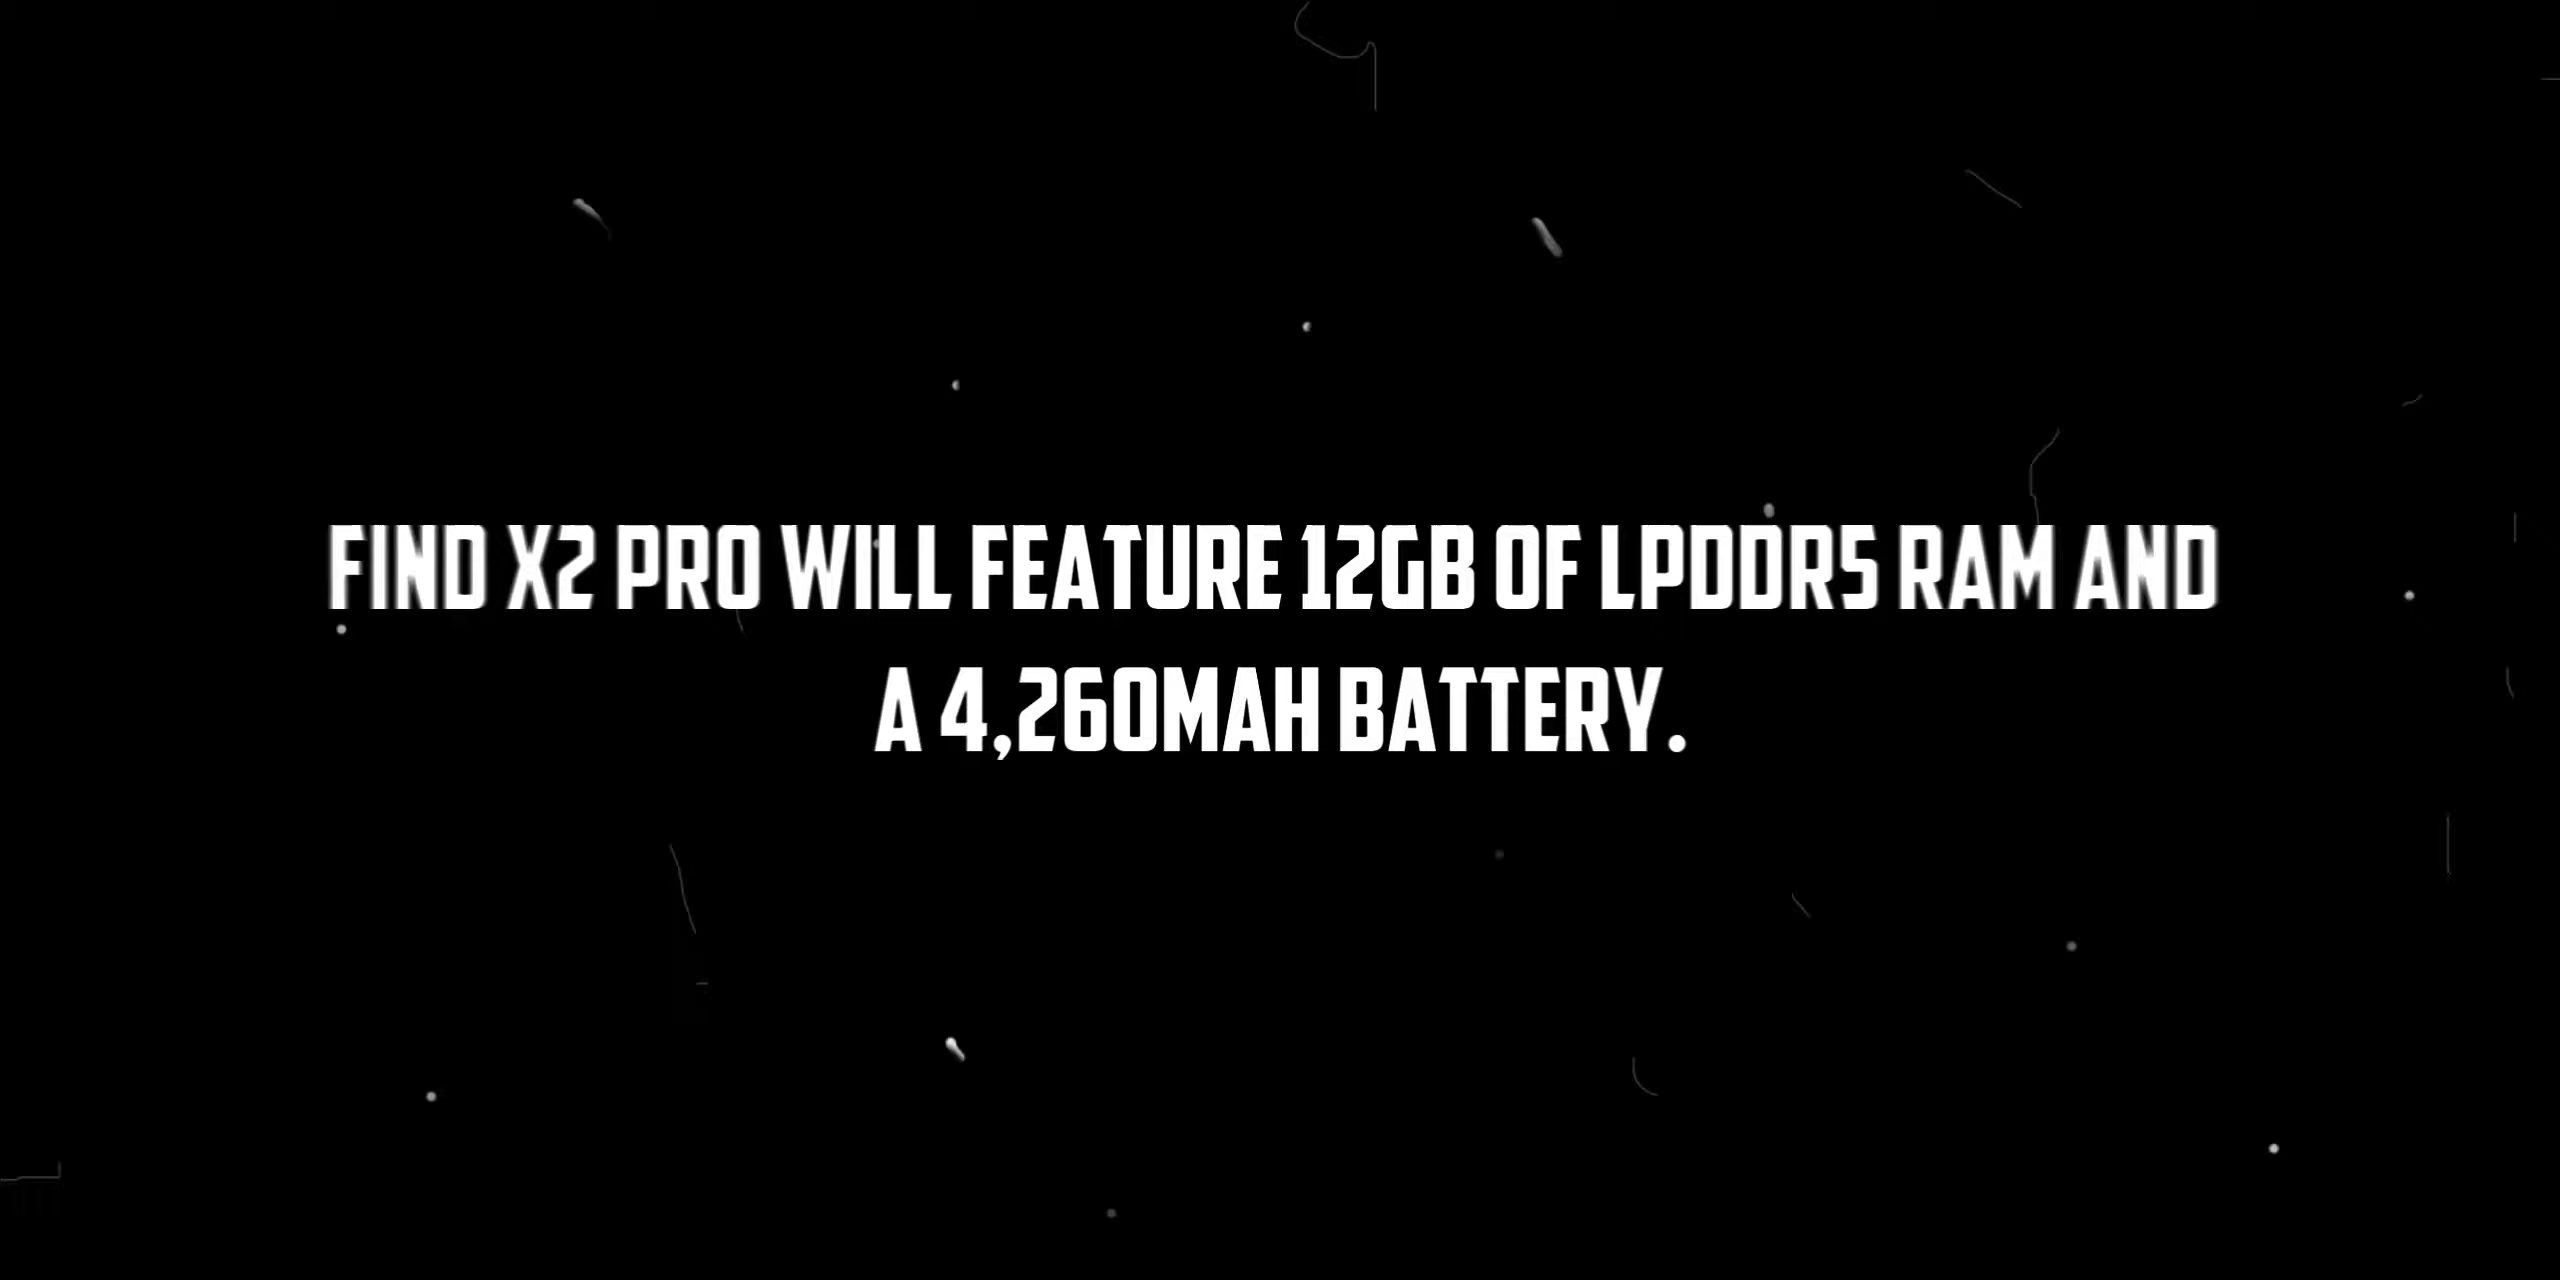 FIND X2 PRO WILL FEATURE 12GB OF LPDDR5 RAM AND
A 4,260MAH BATTERY.